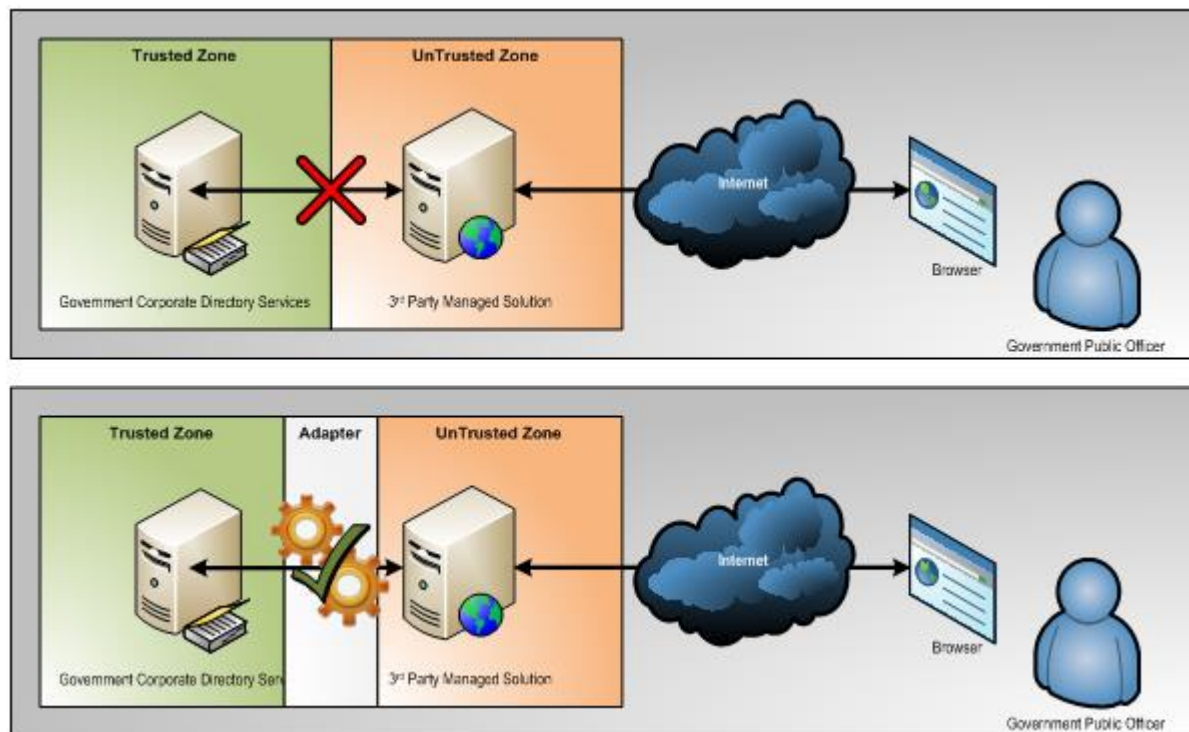 Trusted Zone
UnTrusted Zone
Internet
Government Corporate Directory Services
3rd Party Managed Solution
Browser
Government Public Officer
Trusted Zone
Adapter
UnTrusted Zone
Internet
Government Corporate Directory Ser
3rd Party Managed Solution
Browser
Government Public Officer